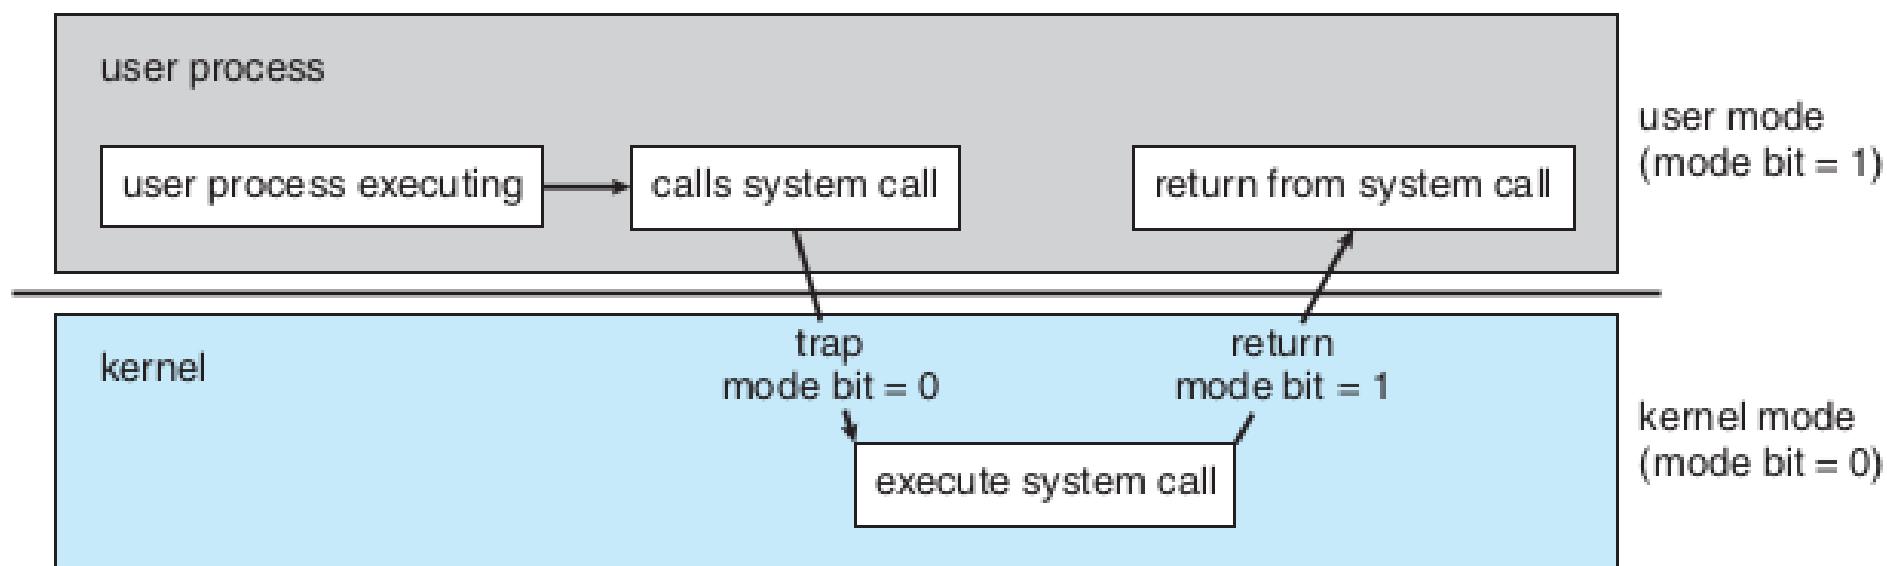 user process
user process executing
calls system call
return from system call
user mode
(mode bit = 1)
kernel
trap
mode bit = 0
return
mode bit = 1
execute system call
kernel mode
(mode bit = 0)